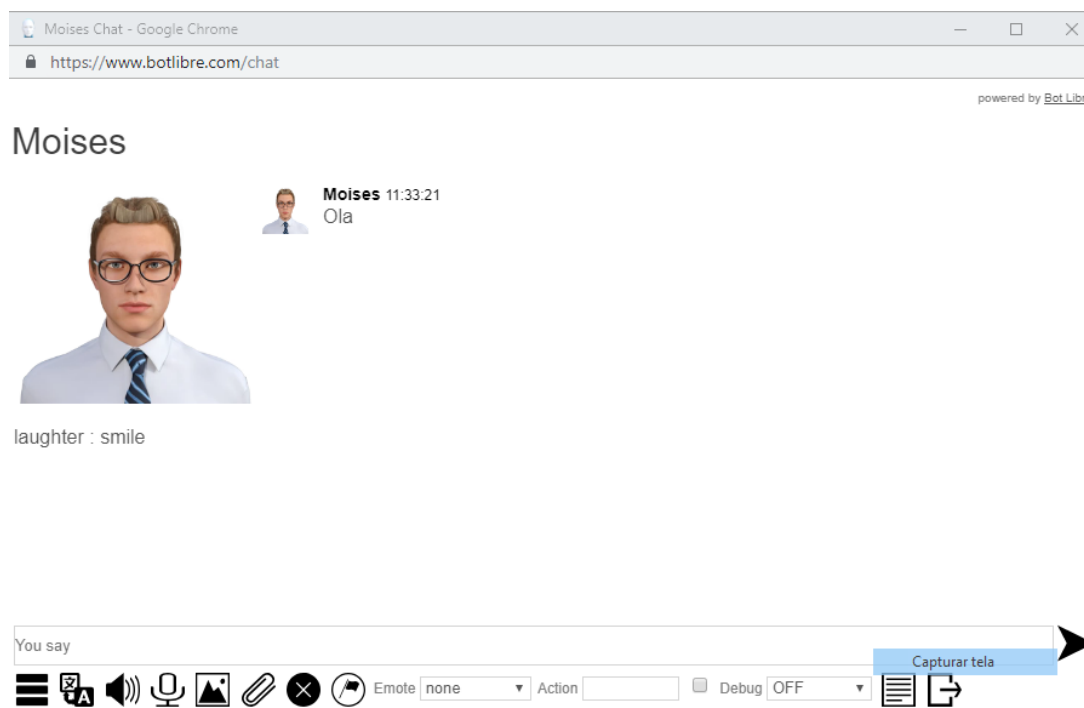 Moises Chat - Google Chrome
https://www.botlibre.com/chat
powered by Bot Libr
Moises
Moises 11:33:21
Ola
laughter : smile
You say
Capturar tela
Emote none Action Debug OFF